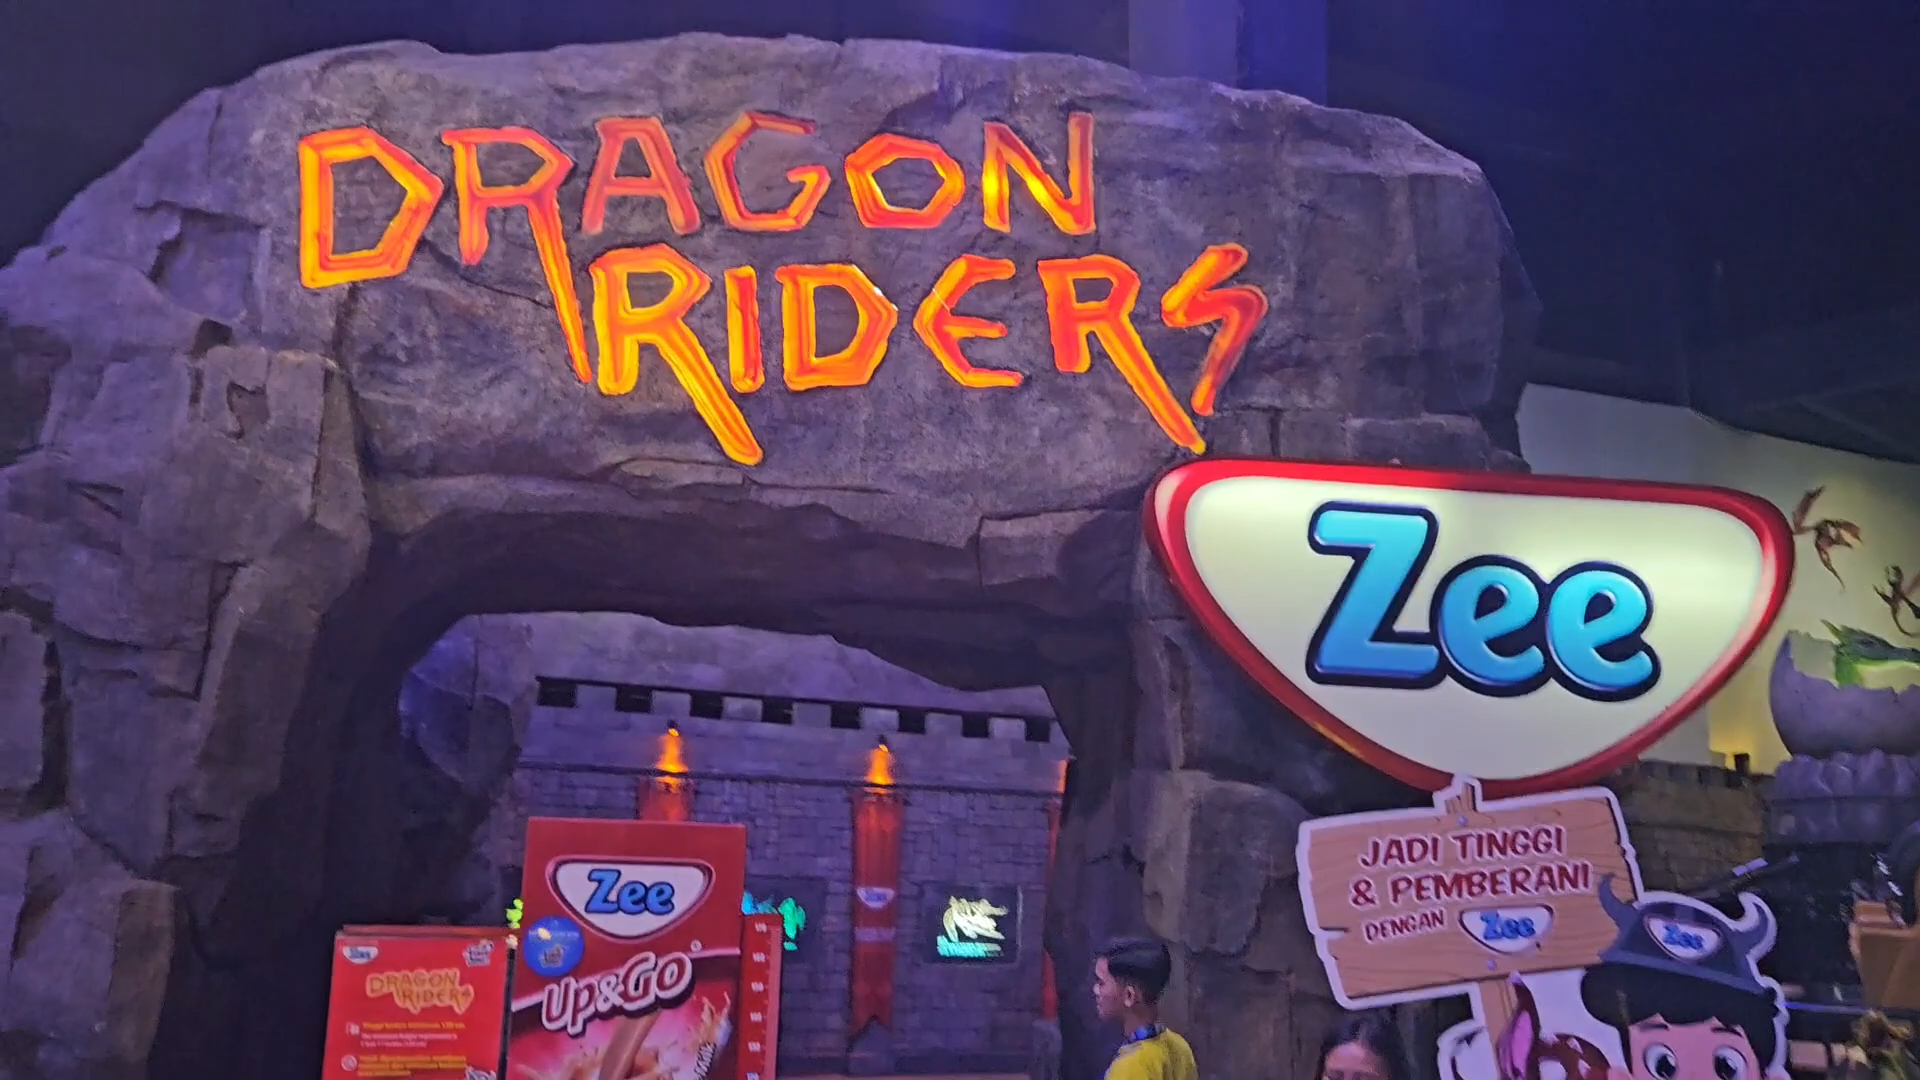 DRAGON
RIDERS
Zee
JADI TINGGI
& PEMBERANI
DENGAN Zee
Zee
Zee
Up&Go
DRAGON
RIDERS